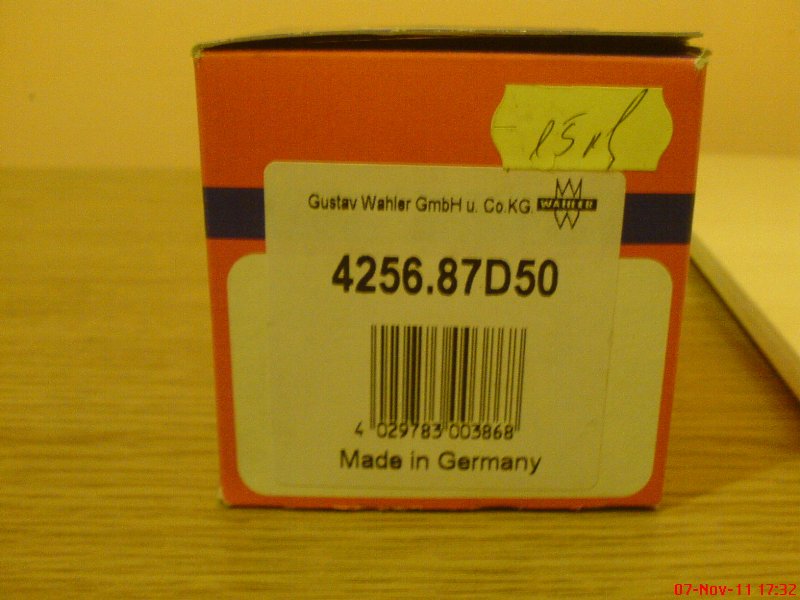 Gustav Wahler GmbH u. Co.KG. WAHLER
4256.87D50
4 029783 003868
Made in Germany
07-Nov-11 17:32